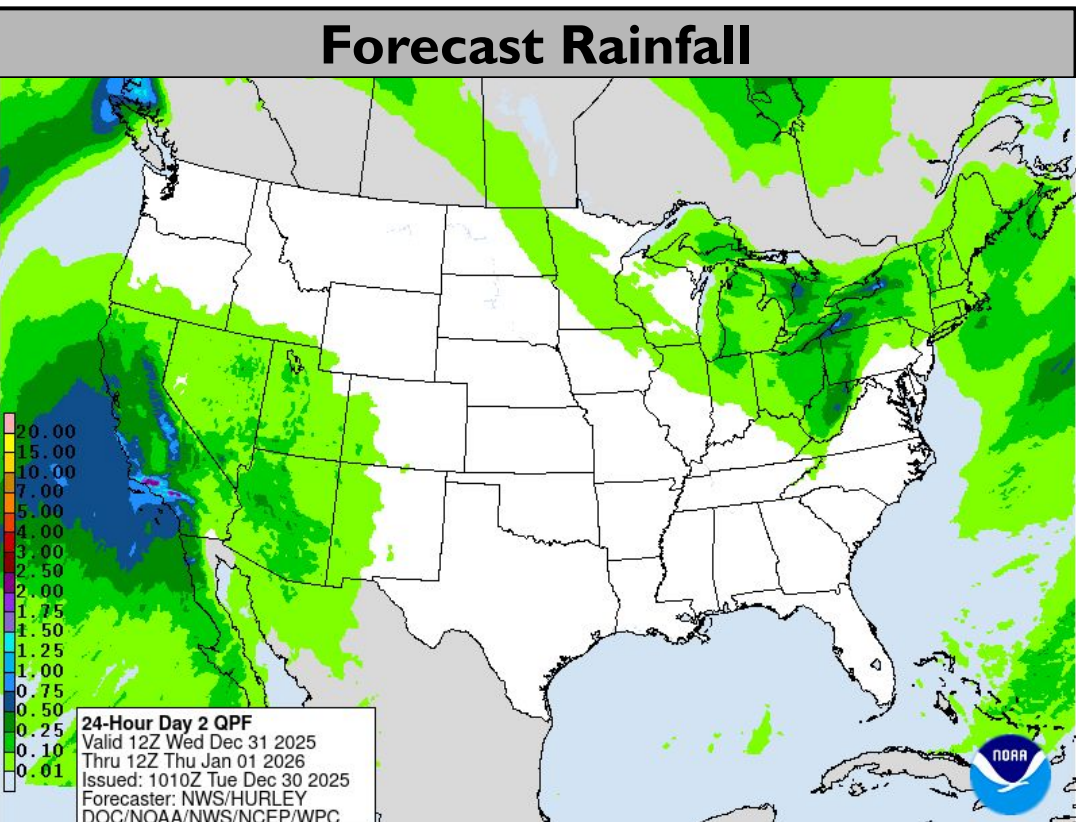 Forecast Rainfall
20.00
15.00
10.00
7.00
5.00
4.00
3.00
2.50
2.00
1.75
1.50
1.25
1.00
0.75
0.50
0.25
0.10
0.01
24-Hour Day 2 QPF
Valid 12Z Wed Dec 31 2025
Thru 12Z Thu Jan 01 2026
Issued: 1010Z Tue Dec 30 2025
Forecaster: NWS/HURLEY
DOC/NOAA/NWS/NCEP/WPC
NOAA